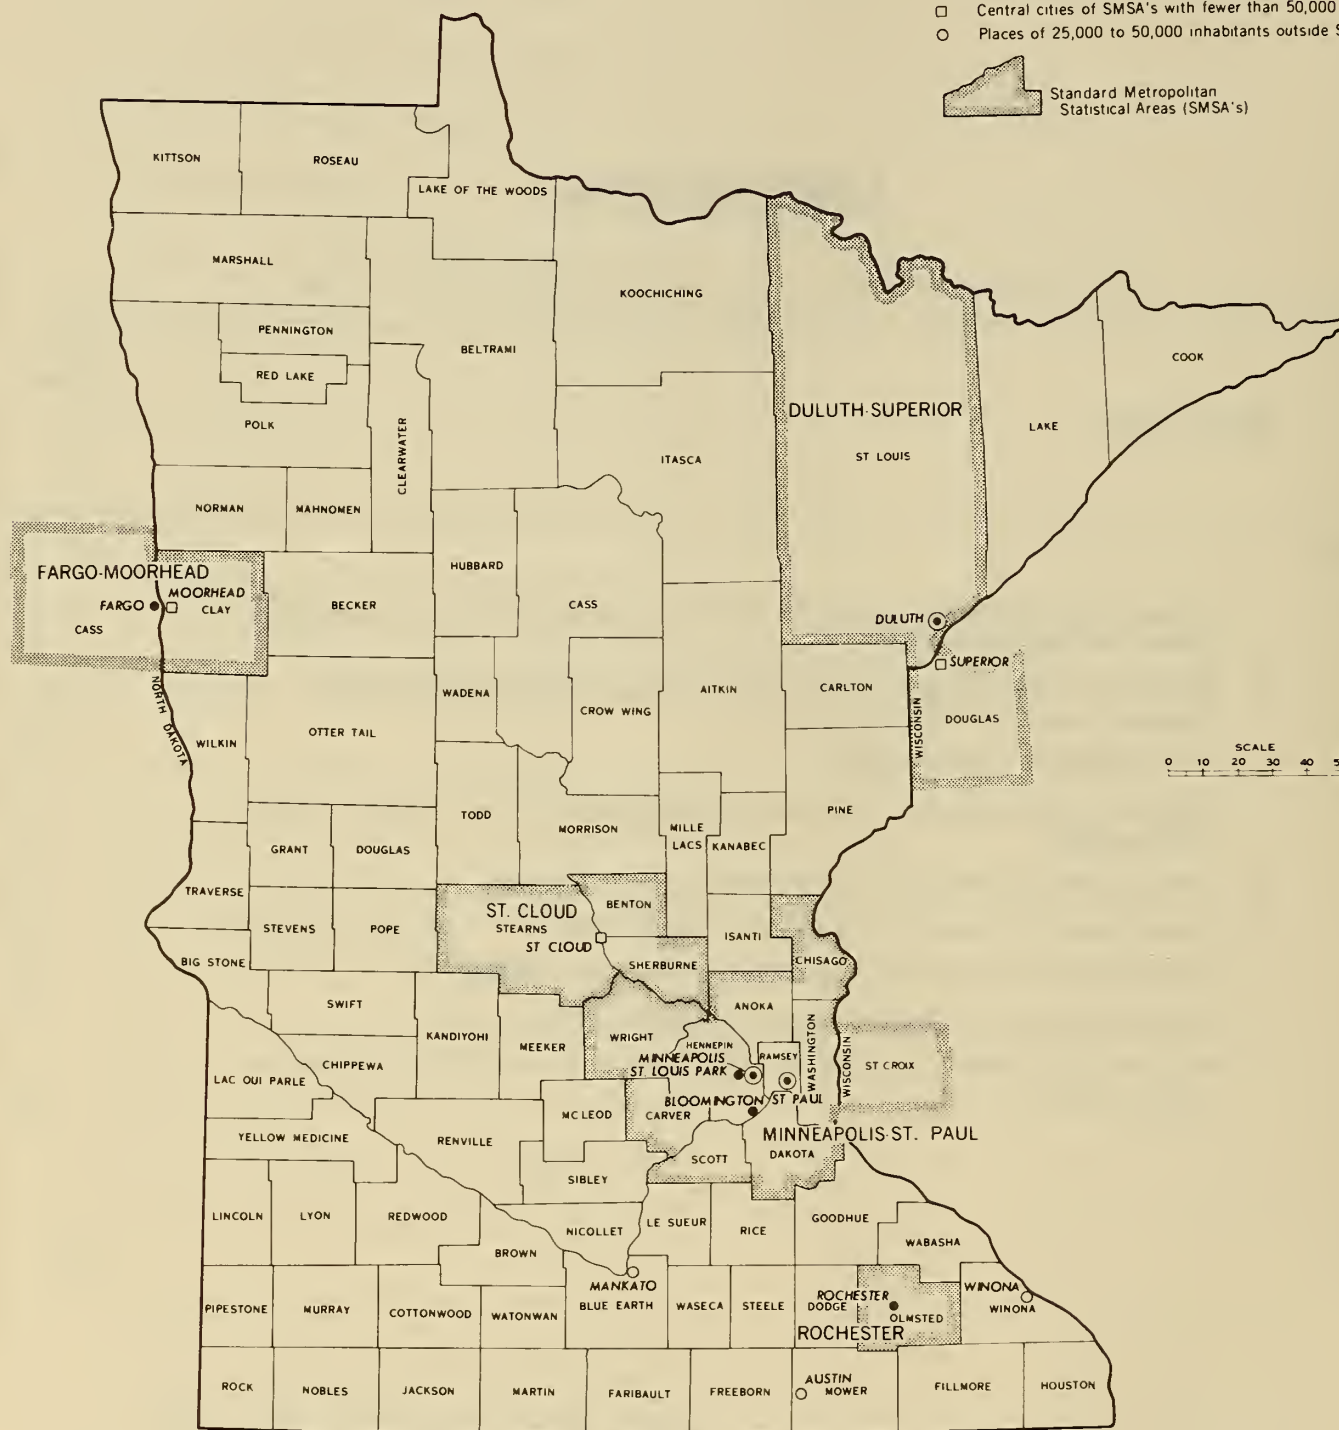 Central cities of SMSA's with fewer than 50,000
Places of 25,000 to 50,000 inhabitants outside
Standard Metropolitan
Statistical Areas (SMSA's)
KITTSON
ROSEAU
LAKE OF THE WOODS
MARSHALL
KOOCHICHING
PENNINGTON
BELTRAMI
RED LAKE
COOK
POLK
DULUTH-SUPERIOR
LAKE
CLEARWATER
ITASCA
ST LOUIS
NORMAN
MAHNOMEN
FARGO-MOORHEAD
HUBBARD
MOORHEAD
FARGO
CLAY
BECKER
CASS
CASS
DULUTH
SUPERIOR
NORTH DAKOTA
WADENA
AITKIN
CARLTON
CROW WING
WISCONSIN
DOUGLAS
OTTER TAIL
WILKIN
SCALE
0 10 20 30 40
TODD
MORRISON
MILLE
LACS
KANABEC
PINE
GRANT
DOUGLAS
TRAVERSE
ST. CLOUD
STEARNS
BENTON
STEVENS
POPE
ST CLOUD
ISANTI
BIG STONE
SHERBURNE
CHISAGO
SWIFT
KANDIYOHI
MEEKER
WRIGHT
ANOKA
HENNEPIN
RAMSEY
WASHINGTON
WISCONSIN
ST CROIX
MINNEAPOLIS
ST. LOUIS PARK
CHIPPEWA
LAC QUI PARLE
BLOOMINGTON
ST PAUL
MC LEOD
CARVER
YELLOW MEDICINE
RENVILLE
MINNEAPOLIS-ST. PAUL
SCOTT
DAKOTA
SIBLEY
LINCOLN
LYON
REDWOOD
NICOLLET
LE SUEUR
RICE
GOODHUE
BROWN
WABASHA
MANKATO
BLUE EARTH
PIPESTONE
MURRAY
COTTONWOOD
WATONWAN
WASECA
STEELE
DODGE
ROCHESTER
OLMSTED
WINONA
WINONA
ROCHESTER
ROCK
NOBLES
JACKSON
MARTIN
FARIBAULT
FREEBORN
AUSTIN
MOWER
FILLMORE
HOUSTON